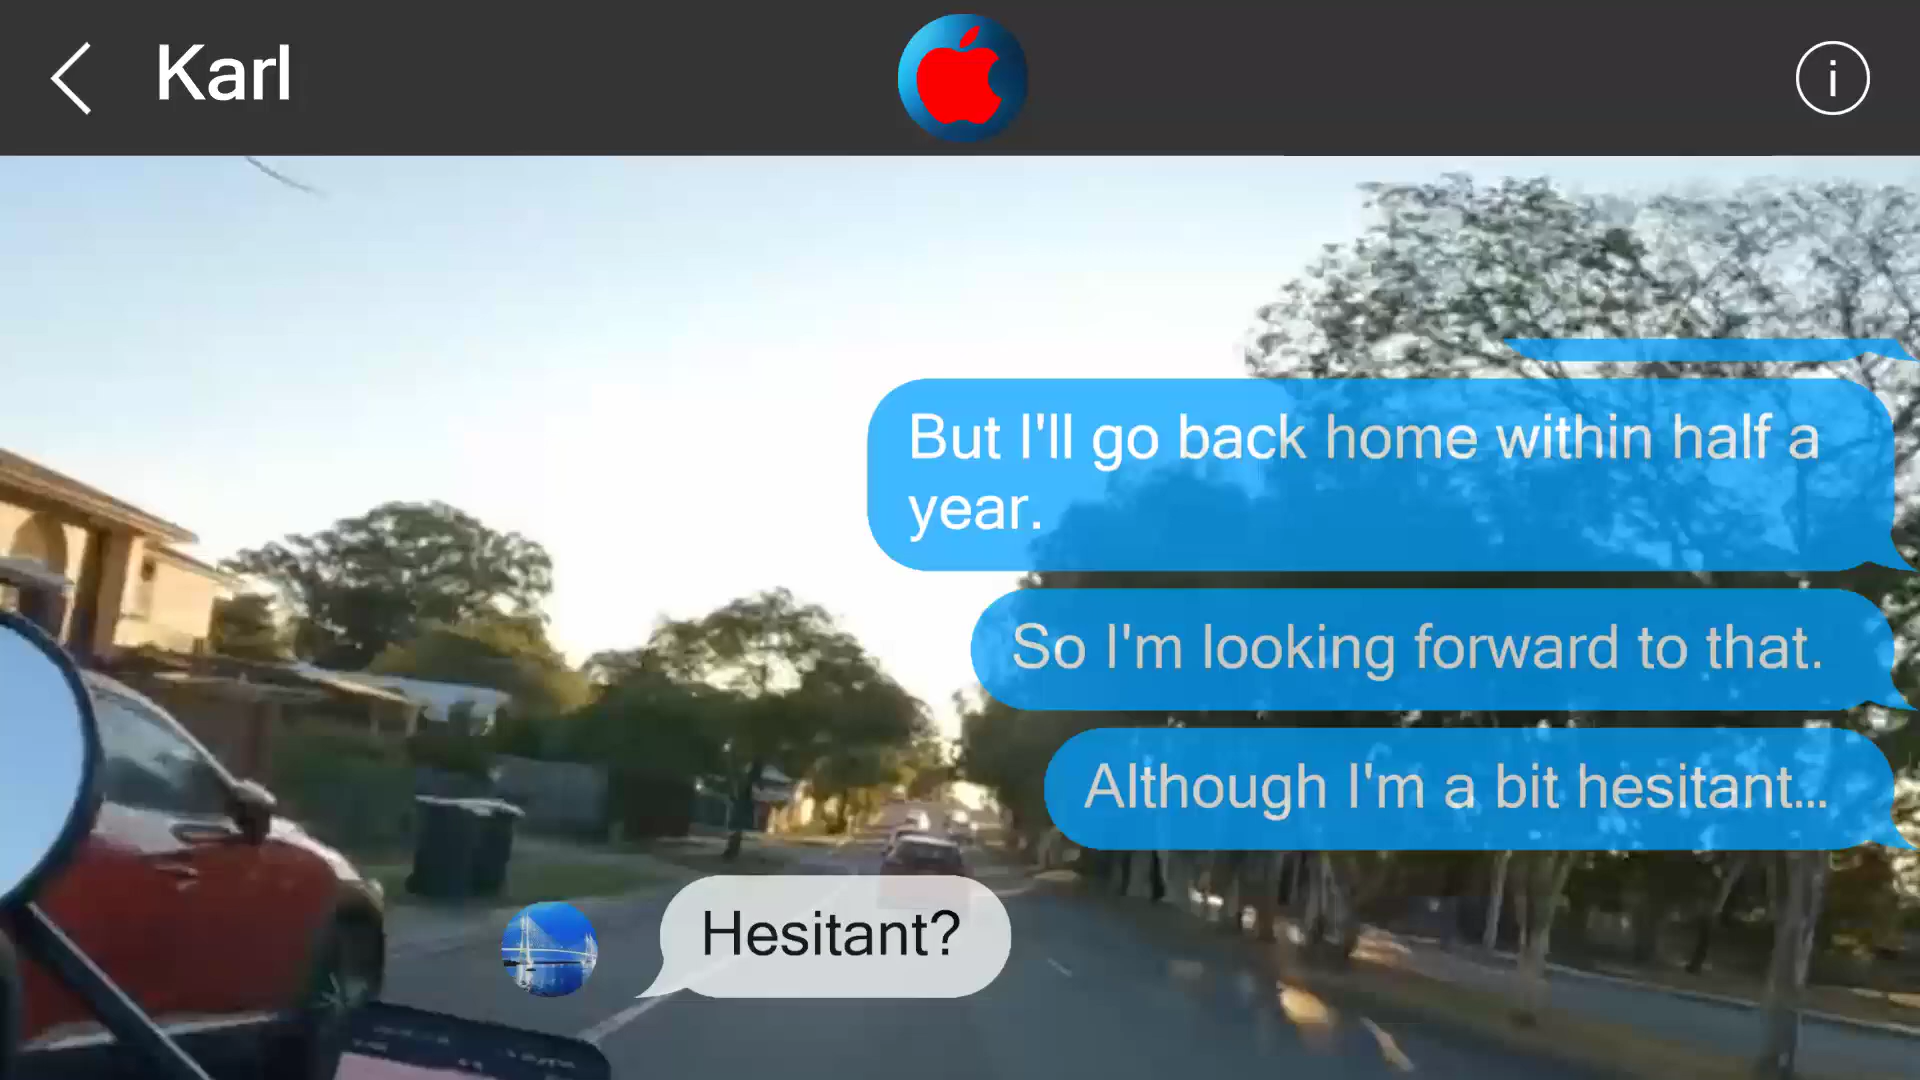 Karl
i
But I'll go back home within half a
year.
So I'm looking forward to that.
Although I'm a bit hesitant...
Hesitant?